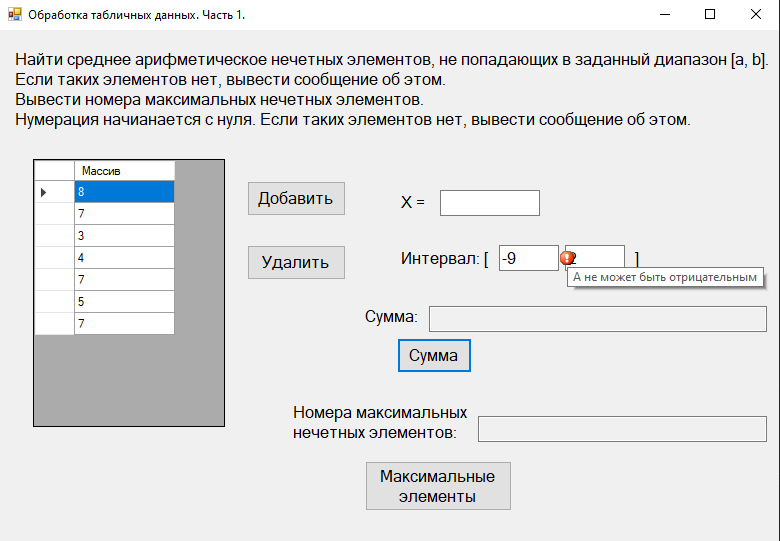 Обработка табличных данных. Часть 1.
Найти среднее арифметическое нечетных элементов, не попадающих в заданный диапазон [a, b].
Если таких элементов нет, вывести сообщение об этом.
Вывести номера максимальных нечетных элементов.
Нумерация начианается с нуля. Если таких элементов нет, вывести сообщение об этом.
Массив
8
7
3
4
7
5
7
Добавить
X =
Удалить
Интервал: [ -9 2 ]
А не может быть отрицательным
Сумма:
Сумма
Номера максимальных
нечетных элементов:
Максимальные
элементы